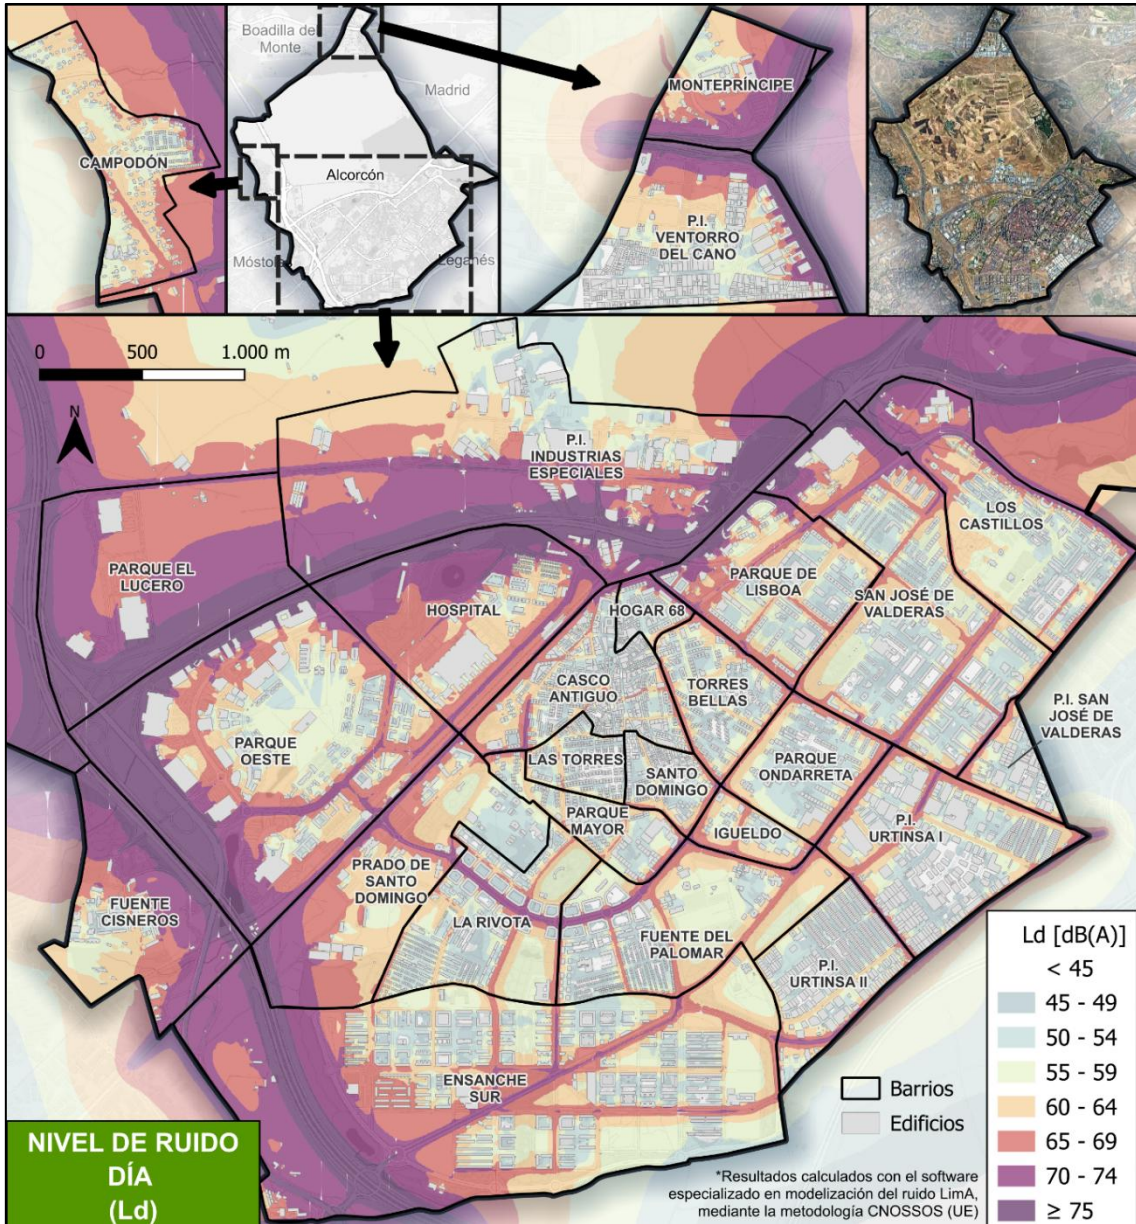 Boadilla de
Monte
Madrid
Alcorcón
Móstoles
Leganés
CAMPODÓN
MONTEPRÍNCIPE
P.I.
VENTORRO
DEL CANO
0 500 1.000 m
N
P.I.
INDUSTRIAS
ESPECIALES
LOS
CASTILLOS
PARQUE EL
LUCERO
HOSPITAL
HOGAR 68
PARQUE DE
LISBOA
SAN JOSÉ DE
VALDERAS
CASCO
ANTIGUO
TORRES
BELLAS
P.I. SAN
JOSÉ DE
VALDERAS
PARQUE
OESTE
LAS TORRES
SANTO
DOMINGO
PARQUE
ONDARRETA
PARQUE
MAYOR
IGUELDO
P.I.
URTINSA I
PRADO DE
SANTO
DOMINGO
FUENTE
CISNEROS
LA RIVOTA
FUENTE DEL
PALOMAR
P.I.
URTINSA II
ENSANCHE
SUR
Barrios
Edificios
Ld [dB(A)]
< 45
45 - 49
50 - 54
55 - 59
60 - 64
65 - 69
70 - 74
≥ 75
NIVEL DE RUIDO
DÍA
(Ld)
*Resultados calculados con el software
especializado en modelización del ruido LimA,
mediante la metodología CNOSSOS (UE)